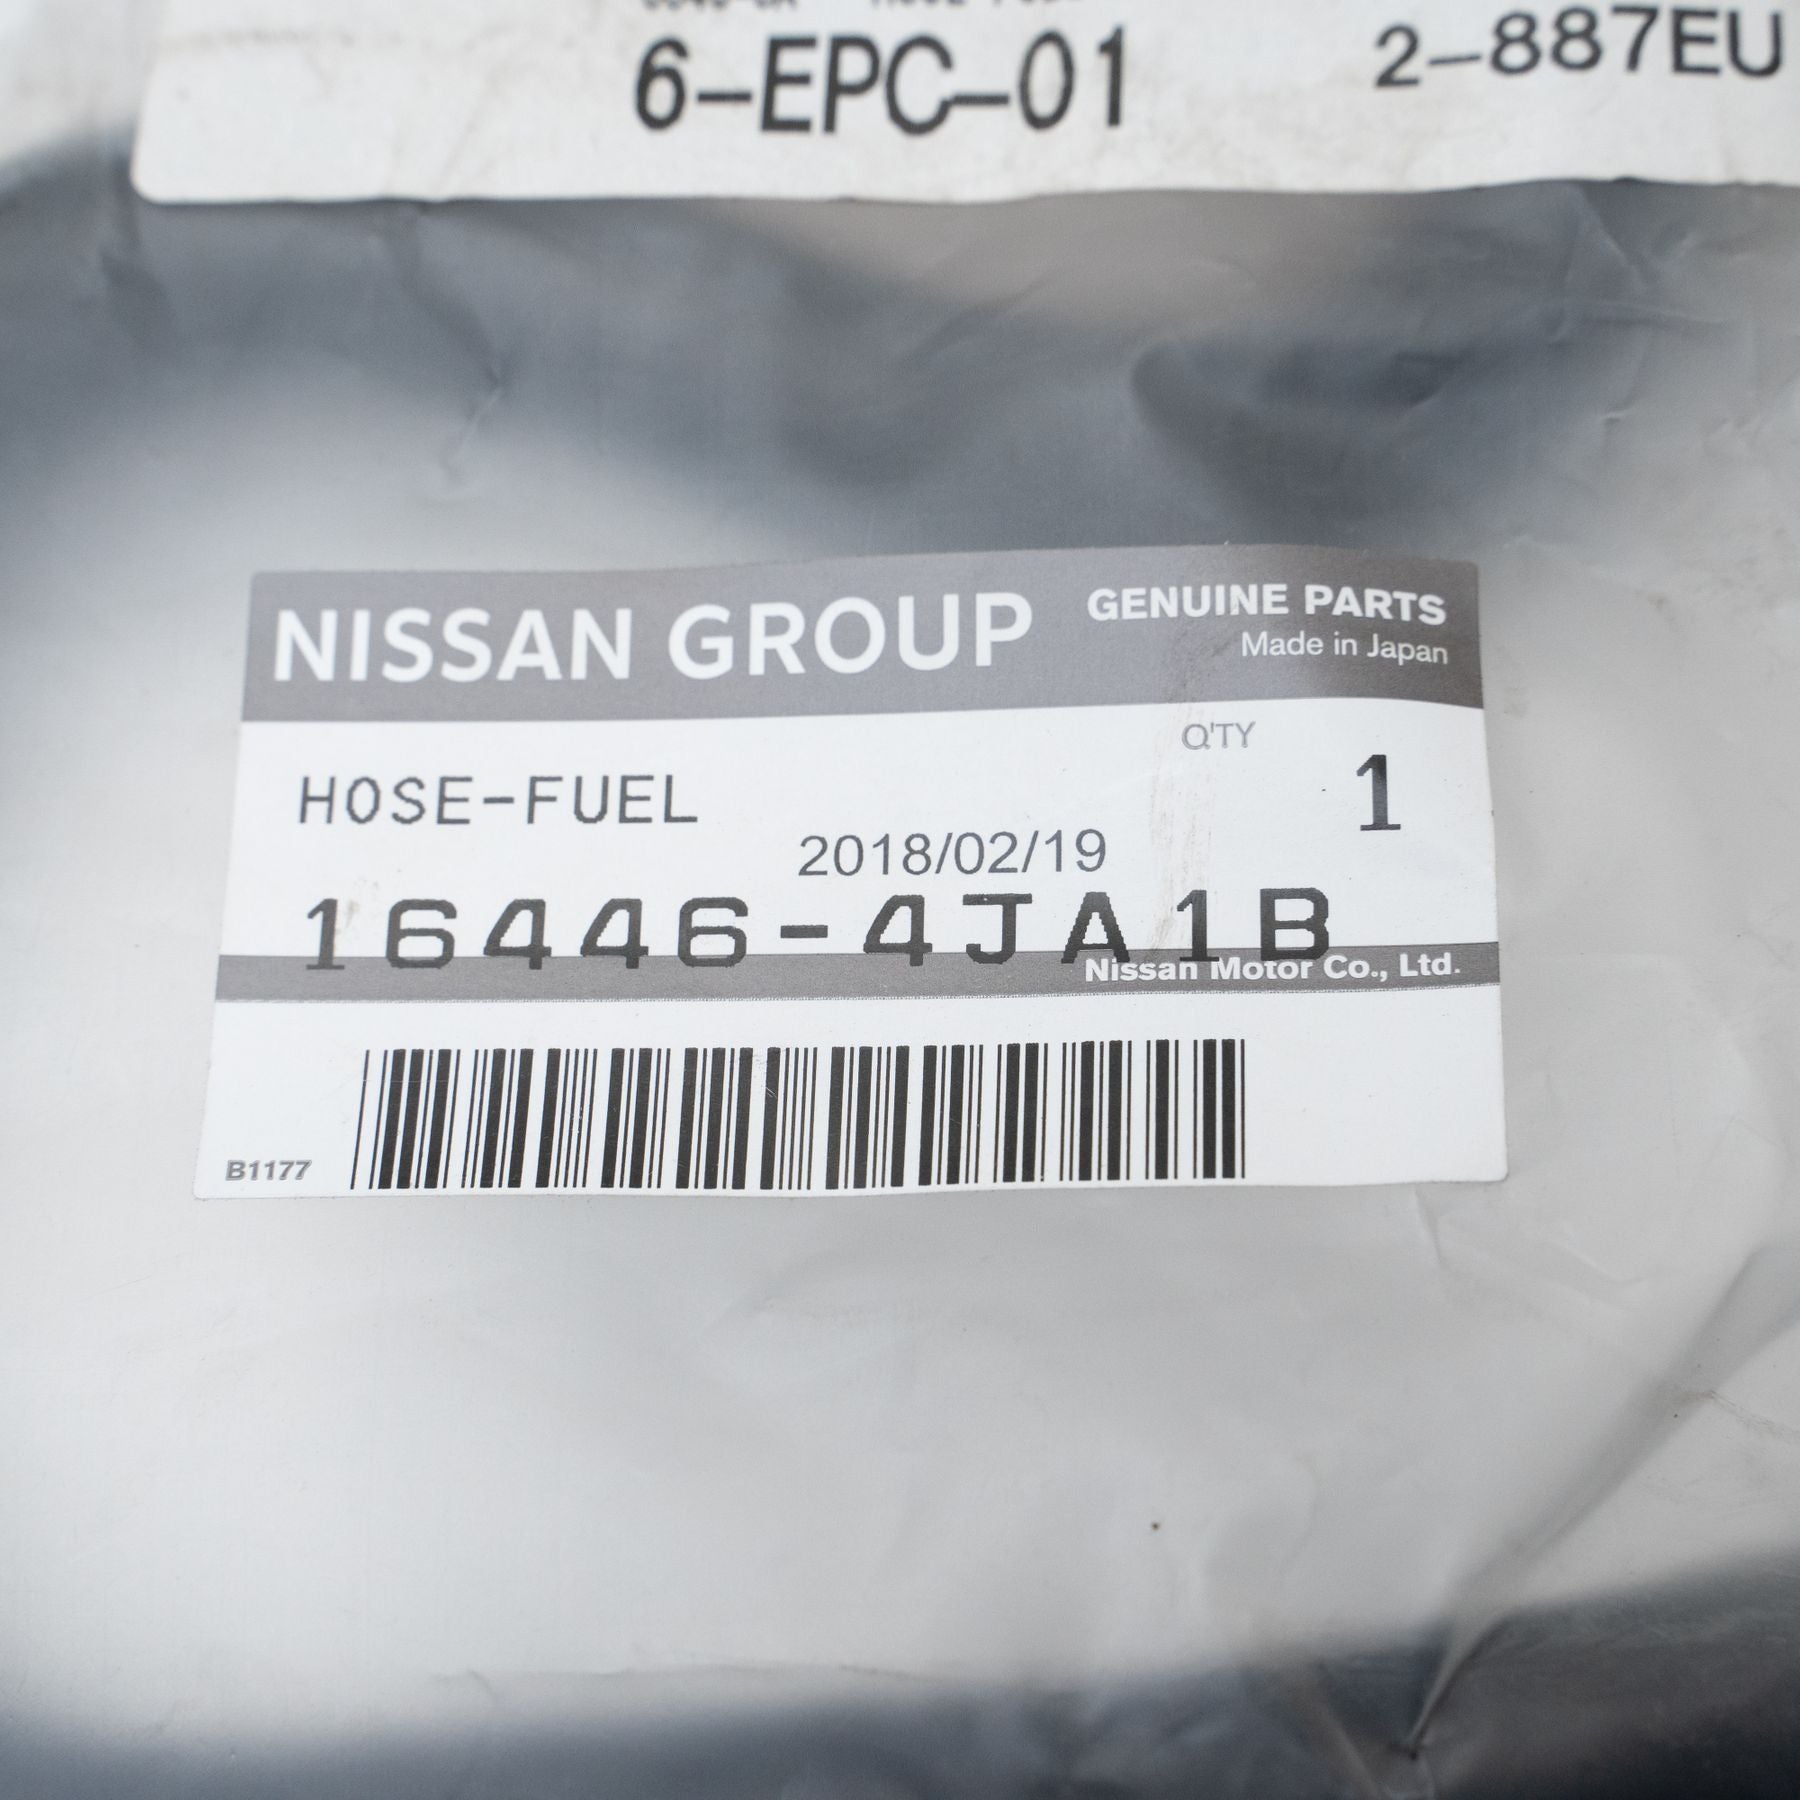 6-EPC-01 2-887EU
NISSAN GROUP GENUINE PARTS
Made in Japan
Q'TY
HOSE-FUEL 1
2018/02/19
16446-4JA1B
Nissan Motor Co., Ltd.
B1177